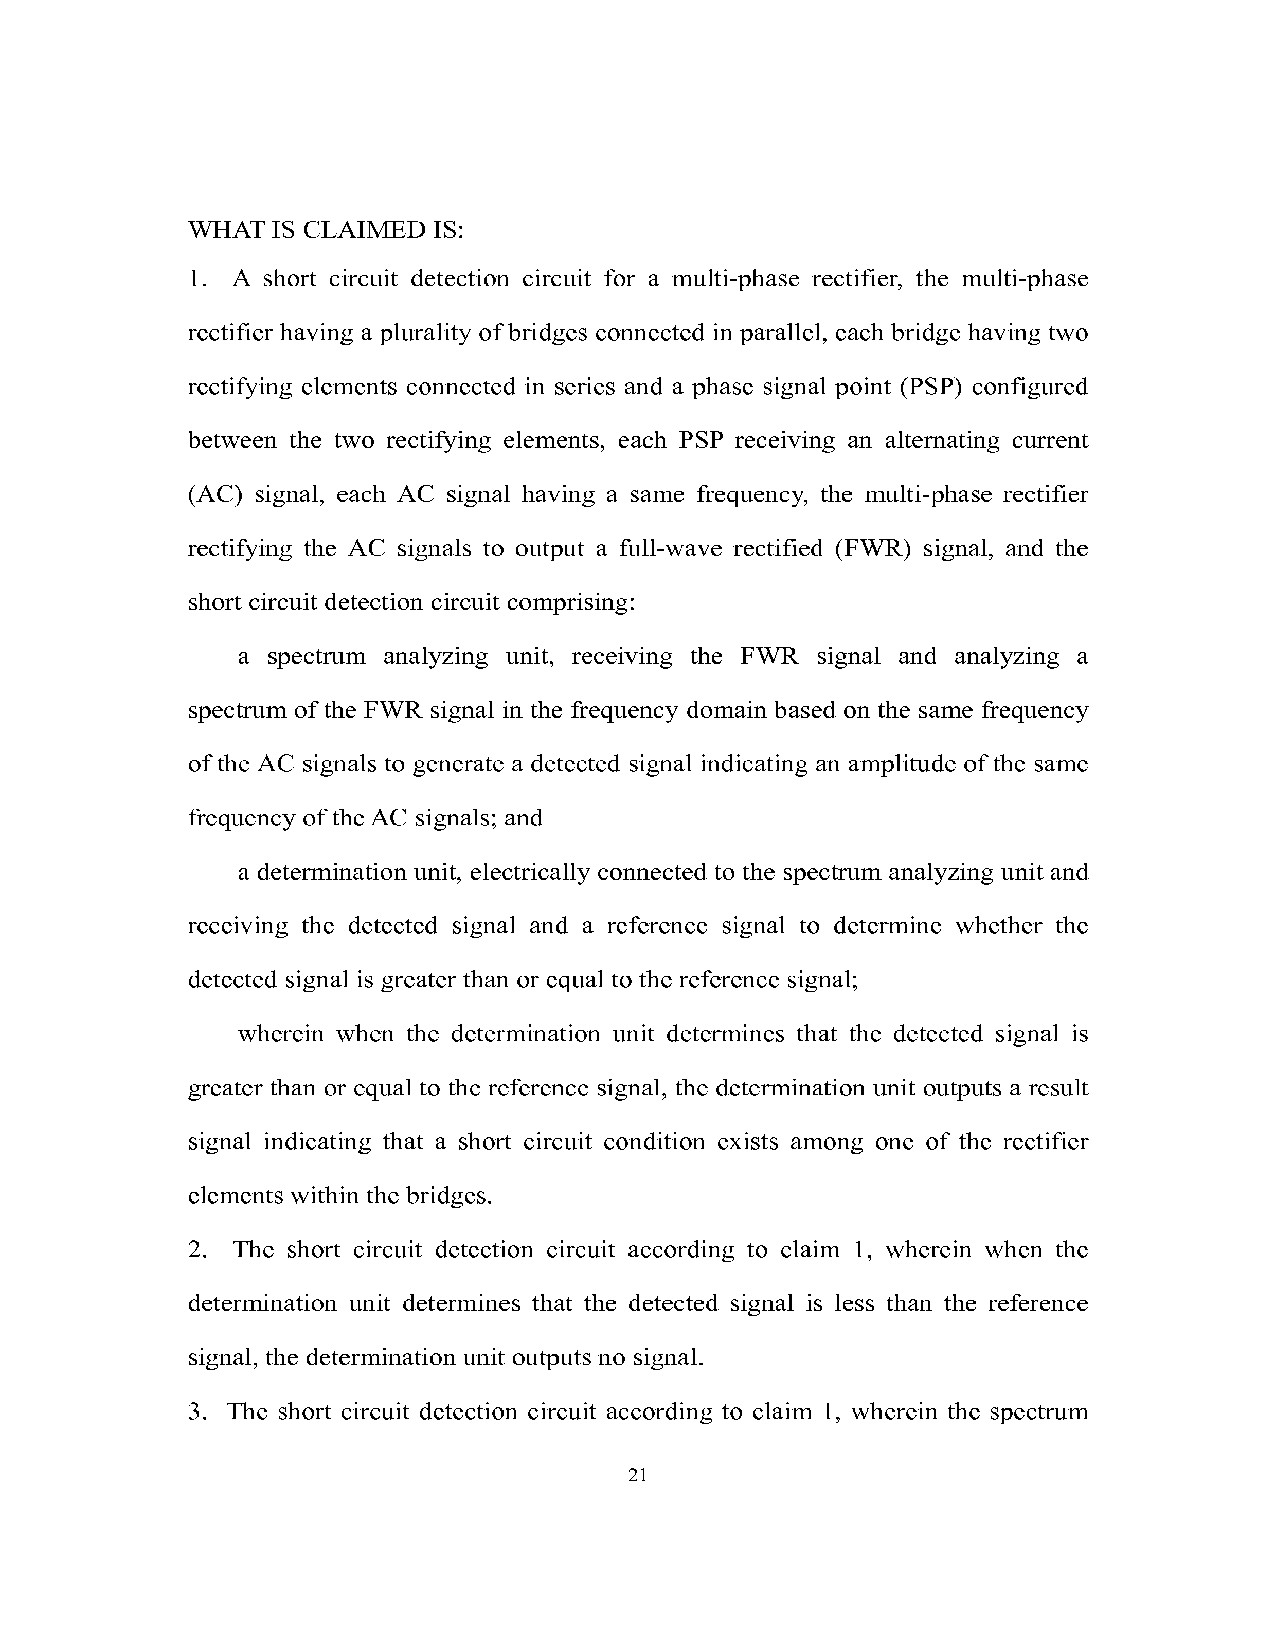 WHAT IS CLAIMED IS:
1. A short circuit detection circuit for a multi-phase rectifier, the multi-phase
rectifier having a plurality of bridges connected in parallel, each bridge having two
rectifying elements connected in series and a phase signal point (PSP) configured
between the two rectifying elements, each PSP receiving an alternating current
(AC) signal, each AC signal having a same frequency, the multi-phase rectifier
rectifying the AC signals to output a full-wave rectified (FWR) signal, and the
short circuit detection circuit comprising:
a spectrum analyzing unit, receiving the FWR signal and analyzing a
spectrum of the FWR signal in the frequency domain based on the same frequency
of the AC signals to generate a detected signal indicating an amplitude of the same
frequency of the AC signals; and
a determination unit, electrically connected to the spectrum analyzing unit and
receiving the detected signal and a reference signal to determine whether the
detected signal is greater than or equal to the reference signal;
wherein when the determination unit determines that the detected signal is
greater than or equal to the reference signal, the determination unit outputs a result
signal indicating that a short circuit condition exists among one of the rectifier
elements within the bridges.
2. The short circuit detection circuit according to claim 1, wherein when the
determination unit determines that the detected signal is less than the reference
signal, the determination unit outputs no signal.
3. The short circuit detection circuit according to claim 1, wherein the spectrum
21